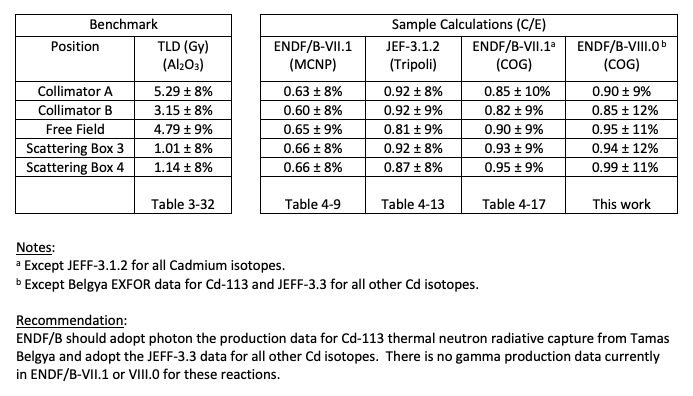 Benchmark Sample Calculations (C/E)
Position TLD (Gy) (Al₂O₃) ENDF/B-VII.1 (MCNP) JEF-3.1.2 (Tripoli) ENDF/B-VII.1ᵃ (COG) ENDF/B-VIII.0ᵇ (COG)
Collimator A 5.29 ± 8% 0.63 ± 8% 0.92 ± 8% 0.85 ± 10% 0.90 ± 9%
Collimator B 3.15 ± 8% 0.60 ± 8% 0.92 ± 9% 0.82 ± 9% 0.85 ± 12%
Free Field 4.79 ± 9% 0.65 ± 9% 0.81 ± 9% 0.90 ± 9% 0.95 ± 11%
Scattering Box 3 1.01 ± 8% 0.66 ± 8% 0.92 ± 8% 0.93 ± 9% 0.94 ± 12%
Scattering Box 4 1.14 ± 8% 0.66 ± 8% 0.87 ± 8% 0.95 ± 9% 0.99 ± 11%
Table 3-32 Table 4-9 Table 4-13 Table 4-17 This work
Notes:
ᵃ Except JEFF-3.1.2 for all Cadmium isotopes.
ᵇ Except Belgya EXFOR data for Cd-113 and JEFF-3.3 for all other Cd isotopes.
Recommendation:
ENDF/B should adopt photon the production data for Cd-113 thermal neutron radiative capture from Tamas
Belgya and adopt the JEFF-3.3 data for all other Cd isotopes. There is no gamma production data currently
in ENDF/B-VII.1 or VIII.0 for these reactions.